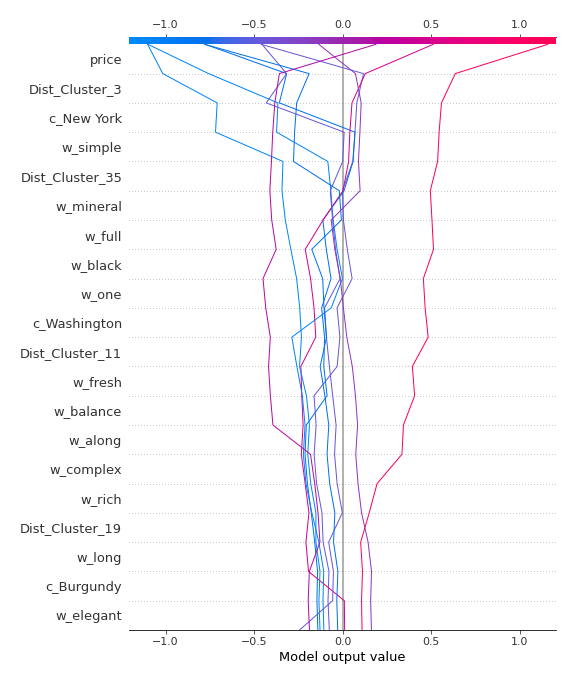 −1.0 −0.5 0.0 0.5 1.0
price
Dist_Cluster_3
c_New York
w_simple
Dist_Cluster_35
w_mineral
w_full
w_black
w_one
c_Washington
Dist_Cluster_11
w_fresh
w_balance
w_along
w_complex
w_rich
Dist_Cluster_19
w_long
c_Burgundy
w_elegant
−1.0 −0.5 0.0 0.5 1.0
Model output value